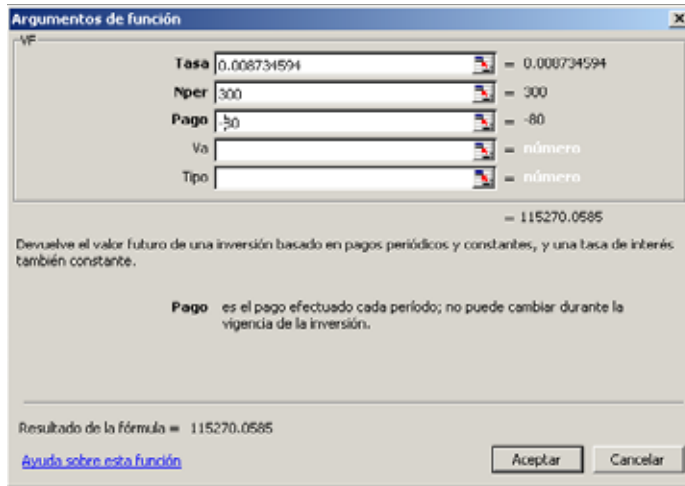 Argumentos de función
VF
Tasa 0.008734594 = 0.008734594
Nper 300 = 300
Pago -80 = -80
Va = número
Tipo = número
= 115270.0585
Devuelve el valor futuro de una inversión basado en pagos periódicos y constantes, y una tasa de interés
también constante.
Pago es el pago efectuado cada período; no puede cambiar durante la
vigencia de la inversión.
Resultado de la fórmula = 115270.0585
Ayuda sobre esta función
Aceptar Cancelar